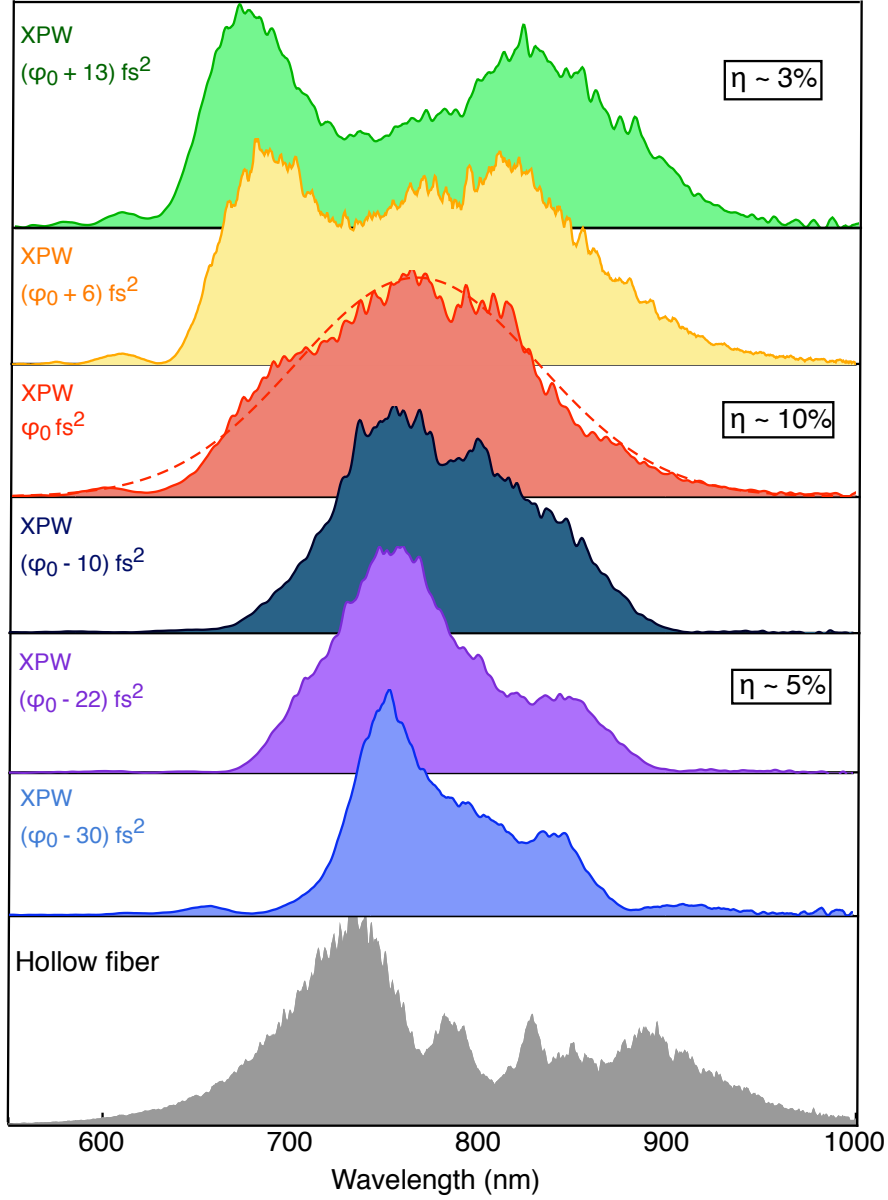 XPW
(φ₀ + 13) fs²
η ~ 3%
XPW
(φ₀ + 6) fs²
XPW
φ₀ fs²
η ~ 10%
XPW
(φ₀ - 10) fs²
XPW
(φ₀ - 22) fs²
η ~ 5%
XPW
(φ₀ - 30) fs²
Hollow fiber
600 700 800 900 1000
Wavelength (nm)